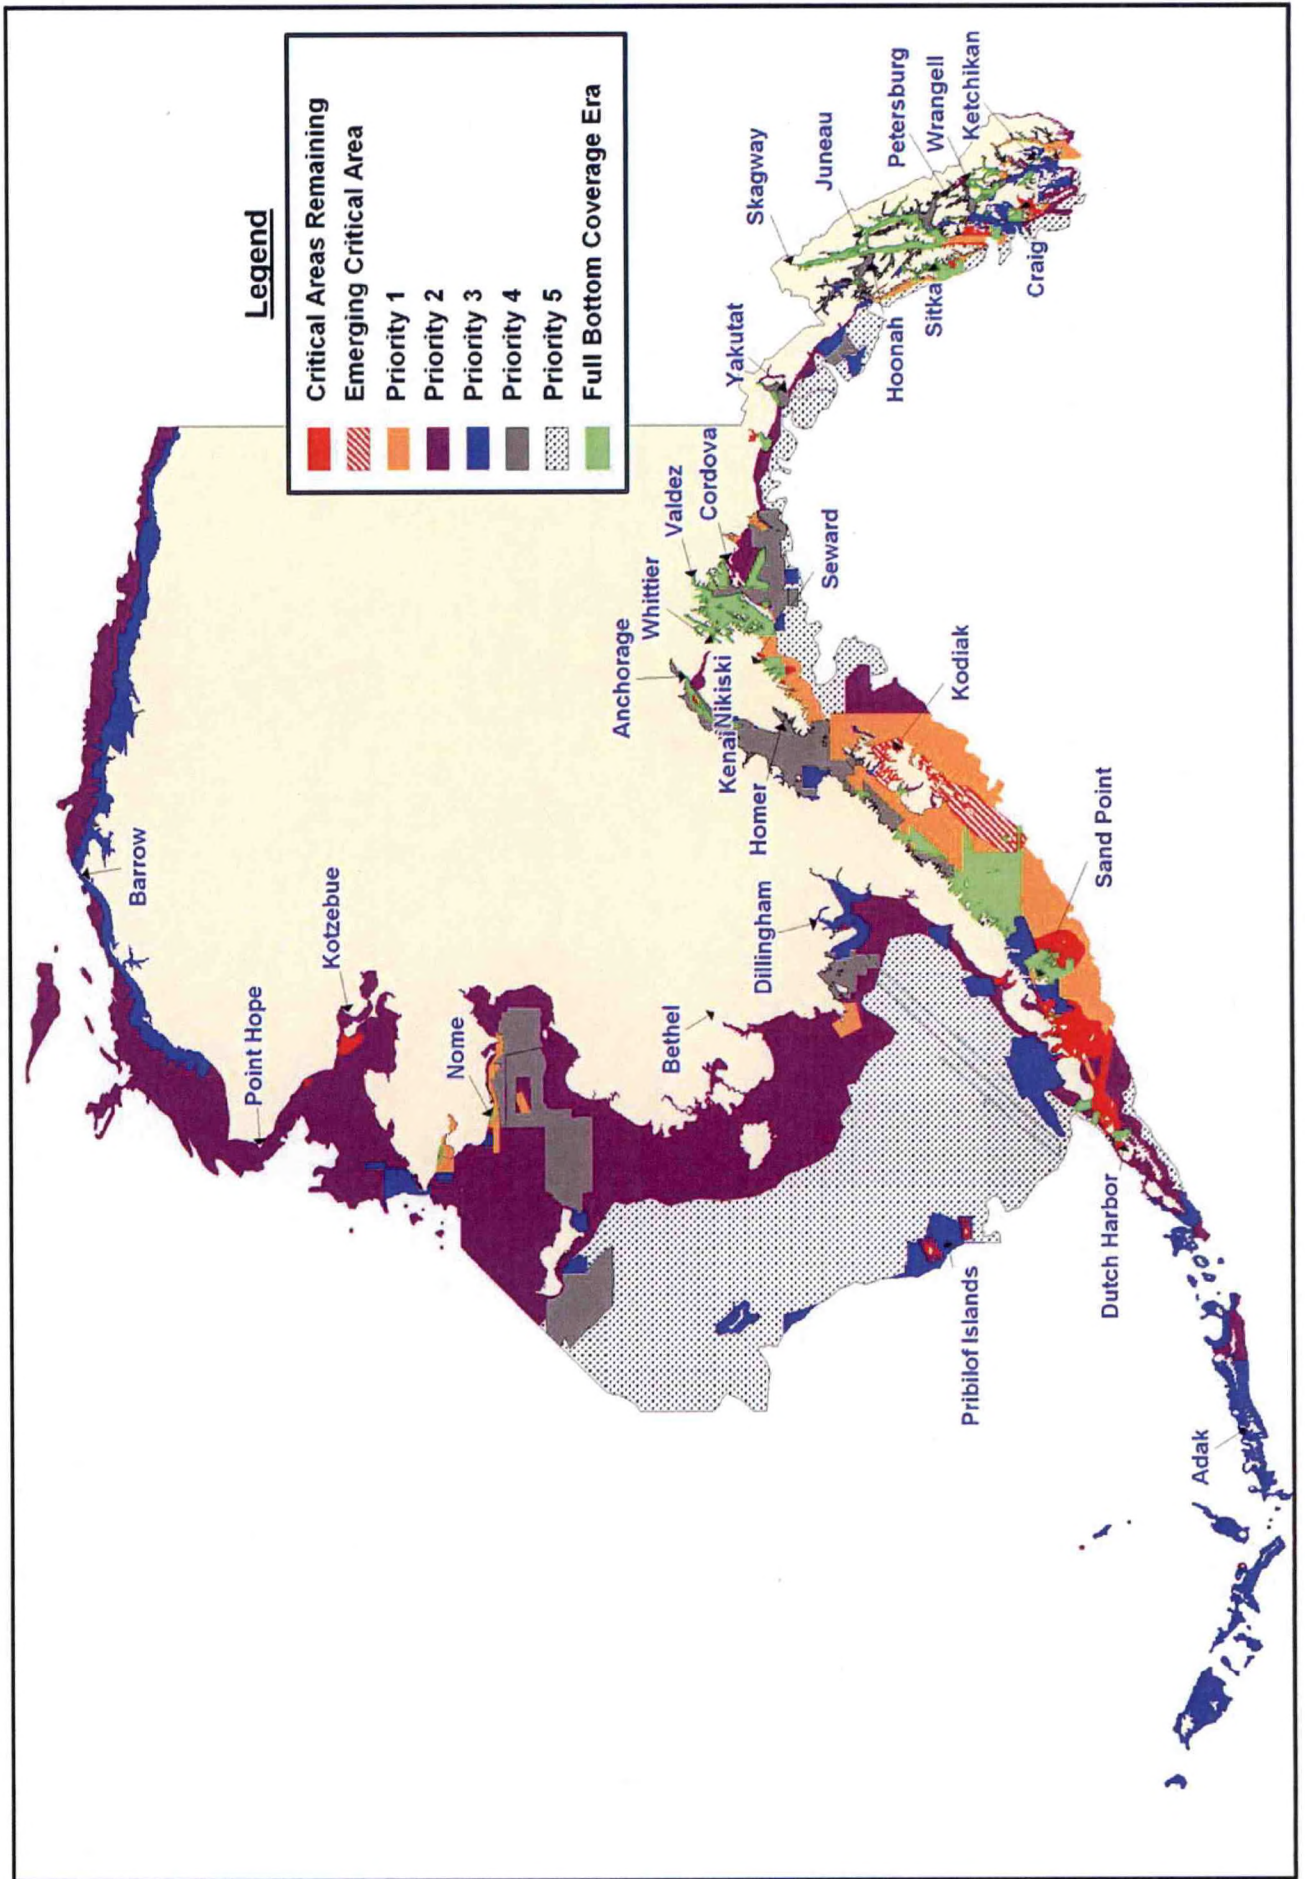 Legend
Critical Areas Remaining
Emerging Critical Area
Priority 1
Priority 2
Priority 3
Priority 4
Priority 5
Full Bottom Coverage Era
Barrow
Point Hope
Kotzebue
Nome
Bethel
Dillingham
Anchorage
Whittier
Valdez
Cordova
Yakutat
Skagway
Juneau
Petersburg
Wrangell
Ketchikan
Craig
Sitka
Hoonah
Seward
Kenai
Nikiski
Homer
Kodiak
Sand Point
Dutch Harbor
Pribilof Islands
Adak